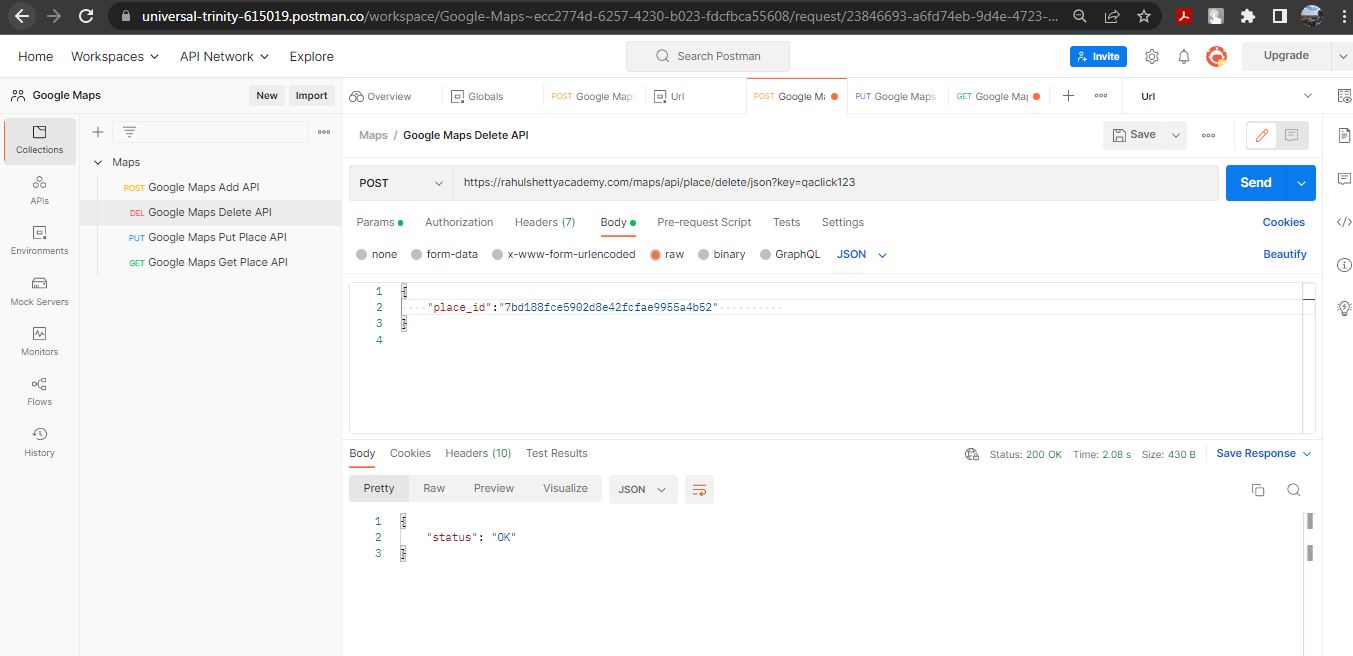 universal-trinity-615019.postman.co/workspace/Google-Maps~ecc2774d-6257-4230-b023-fdcfbca55608/request/23846693-a6fd74eb-9d4e-4723-...
Home Workspaces API Network Explore Search Postman Invite Upgrade
Google Maps New Import Overview Globals POST Google Maps Url POST Google Ma PUT Google Maps GET Google Map Url
Collections
APIs
Environments
Mock Servers
Monitors
Flows
History
Maps
POST Google Maps Add API
DEL Google Maps Delete API
PUT Google Maps Put Place API
GET Google Maps Get Place API
Maps / Google Maps Delete API Save
POST https://rahulshettyacademy.com/maps/api/place/delete/json?key=qaclick123 Send
Params Authorization Headers (7) Body Pre-request Script Tests Settings Cookies
none form-data x-www-form-urlencoded raw binary GraphQL JSON Beautify
1 {
2 "place_id":"7bd188fce5902d8e42fcfae9955a4b52"
3 }
4
Body Cookies Headers (10) Test Results Status: 200 OK Time: 2.08 s Size: 430 B Save Response
Pretty Raw Preview Visualize JSON
1 {
2 "status": "OK"
3 }